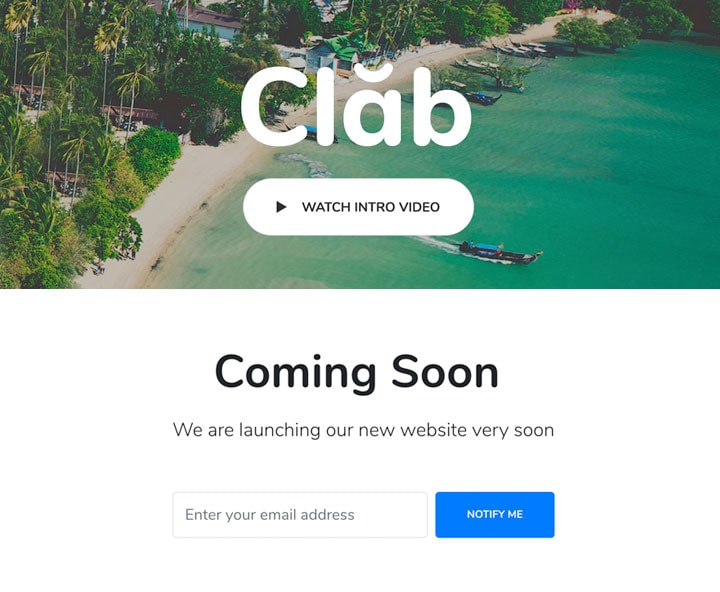 Clăb
WATCH INTRO VIDEO
Coming Soon
We are launching our new website very soon
Enter your email address
NOTIFY ME